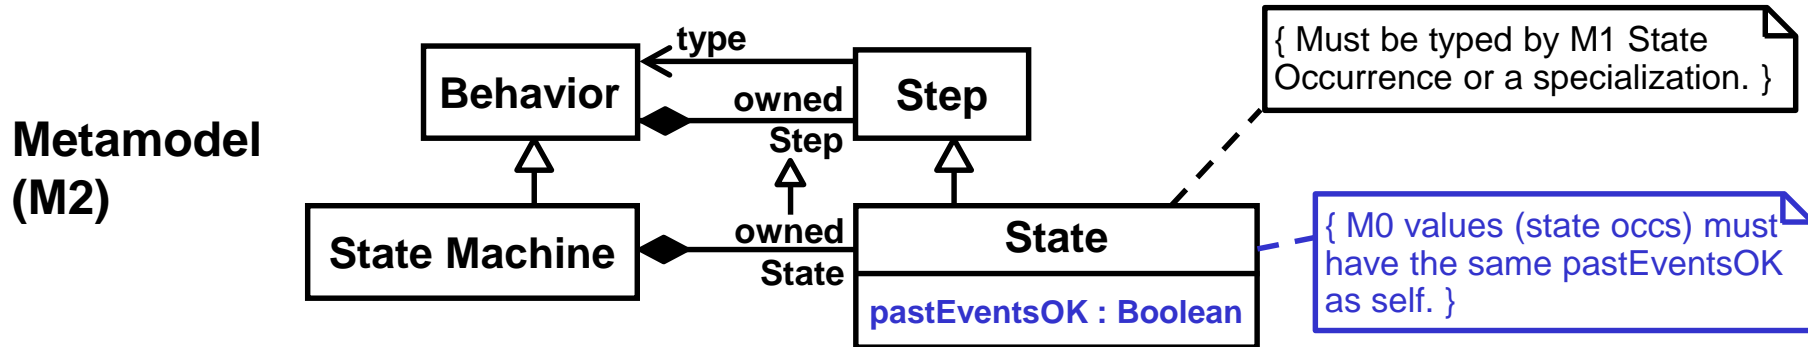 Metamodel
(M2)
Behavior
type
owned
Step
Step
State Machine
owned
State
State
pastEventsOK : Boolean
{ Must be typed by M1 State
Occurrence or a specialization. }
{ M0 values (state occs) must
have the same pastEventsOK
as self. }